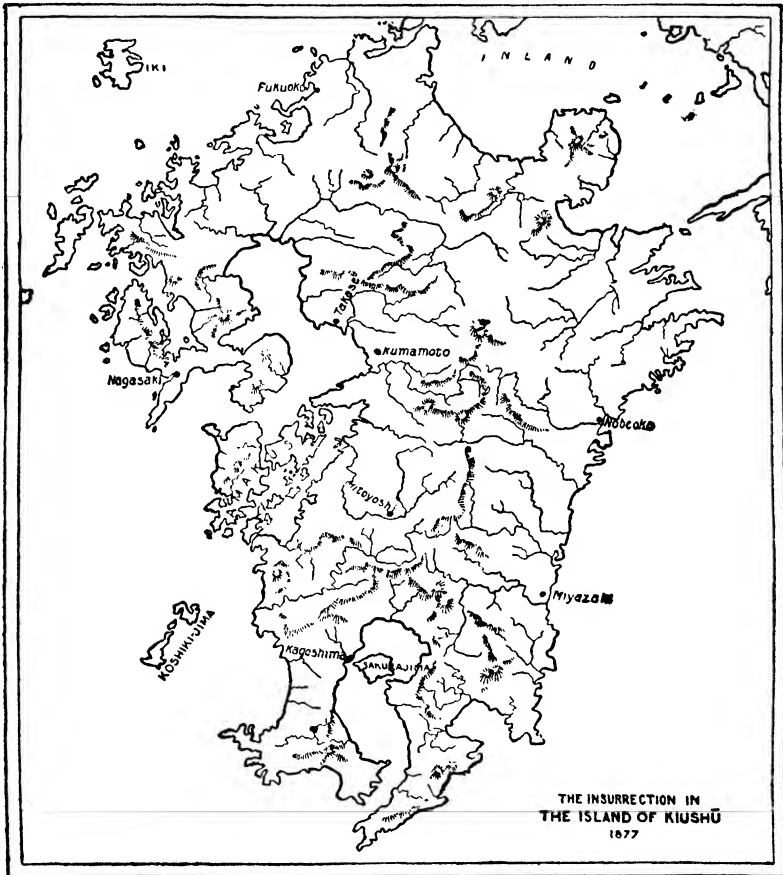 INLAND
IKI
Fukuoka
Takase
Kumamoto
Nagasaki
Nobeoka
Hitoyoshi
KOSHIKI-JIMA
Kagoshima
SAKURAJIMA
THE INSURRECTION IN
THE ISLAND OF KIUSHŪ
1877